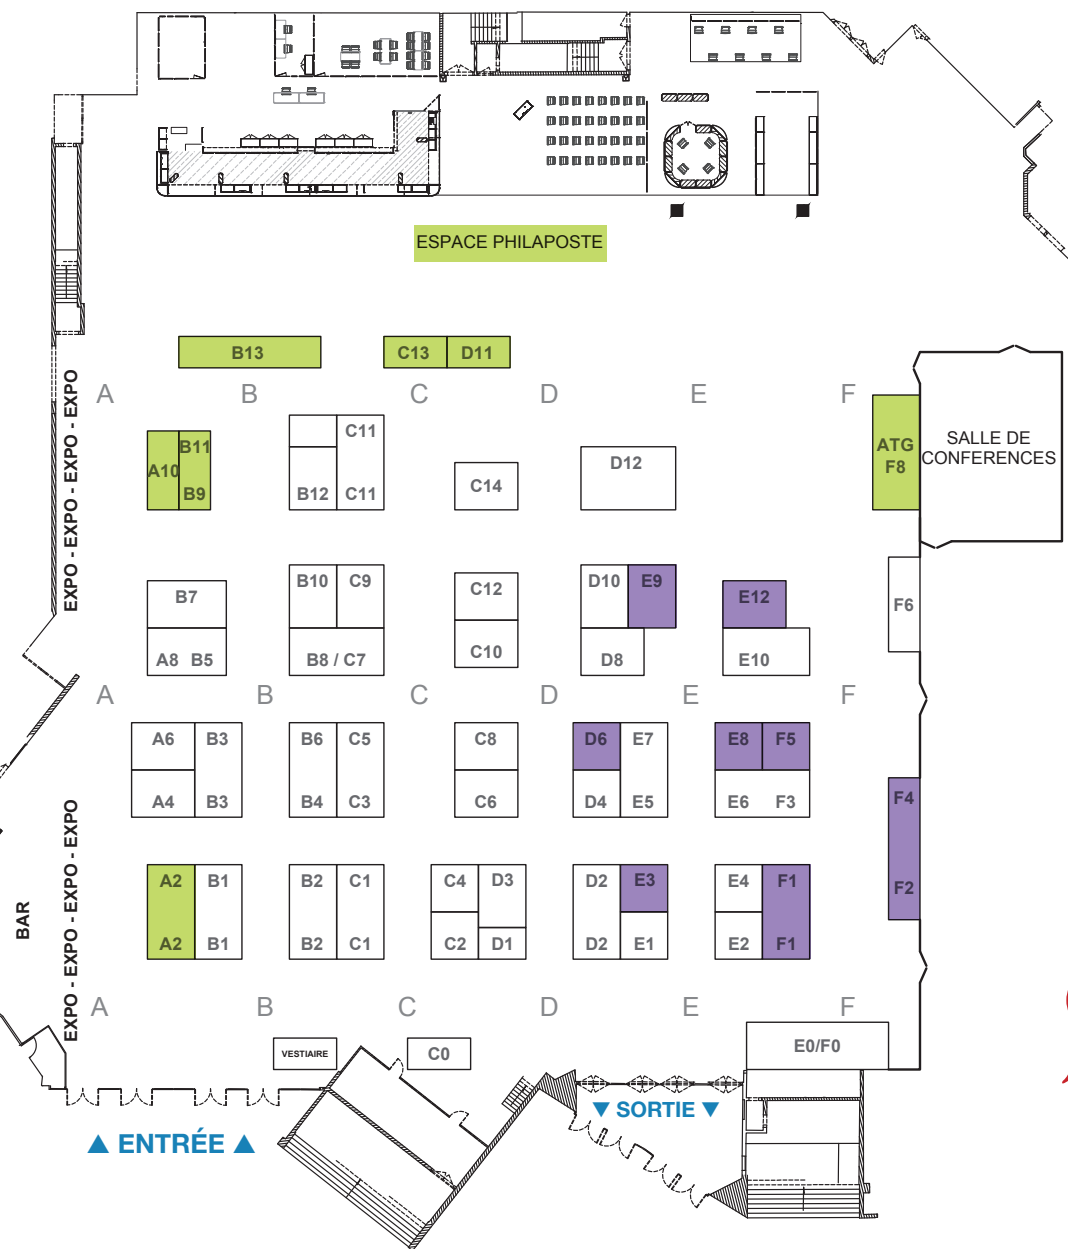 ESPACE PHILAPOSTE
B13
C13 D11
A B C D E F
EXPO - EXPO - EXPO - EXPO
A10 B11
B9
C11
B12 C11
C14
D12
ATG
F8
SALLE DE
CONFERENCES
B7
A8 B5
B10 C9
B8 / C7
C12
C10
D10 E9
D8
E12
E10
F6
A B C D E F
A6 B3
A4 B3
B6 C5
B4 C3
C8
C6
D6 E7
D4 E5
E8 F5
E6 F3
F4
F2
BAR
EXPO - EXPO - EXPO - EXPO
A2 B1
A2 B1
B2 C1
B2 C1
C4 D3
C2 D1
D2 E3
D2 E1
E4 F1
E2 F1
A B C D E F
VESTIAIRE
C0
E0/F0
▲ ENTRÉE ▲
▼ SORTIE ▼